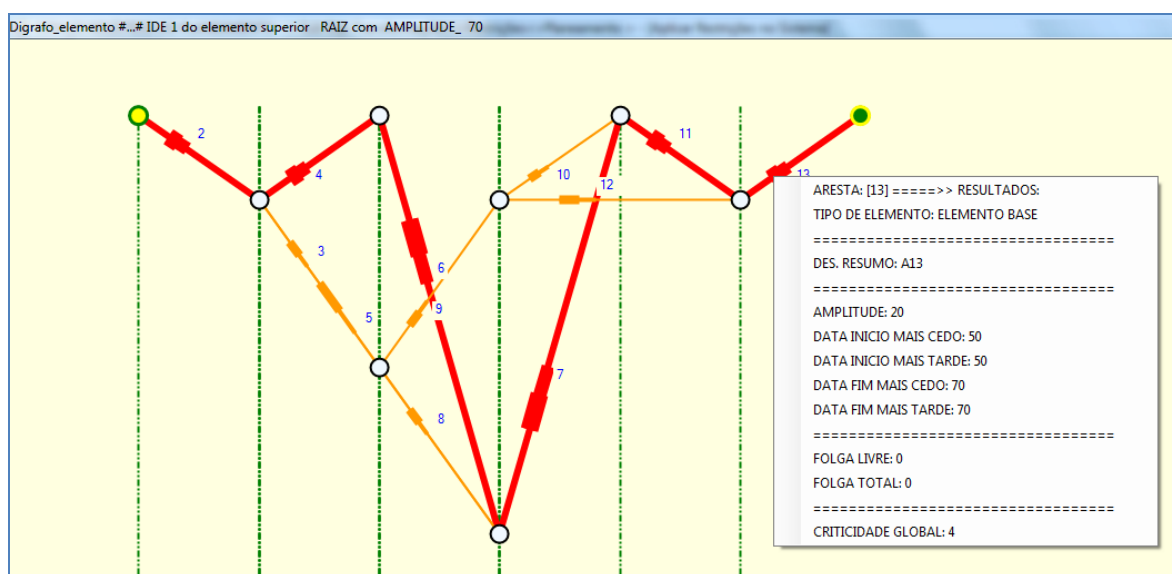 Digrafo_elemento #...# IDE 1 do elemento superior RAIZ com AMPLITUDE_ 70
2
11
4
10
12
13
3
6
5
9
7
8
ARESTA: [13] =====>> RESULTADOS:
TIPO DE ELEMENTO: ELEMENTO BASE
==================================
DES. RESUMO: A13
==================================
AMPLITUDE: 20
DATA INICIO MAIS CEDO: 50
DATA INICIO MAIS TARDE: 50
DATA FIM MAIS CEDO: 70
DATA FIM MAIS TARDE: 70
==================================
FOLGA LIVRE: 0
FOLGA TOTAL: 0
==================================
CRITICIDADE GLOBAL: 4